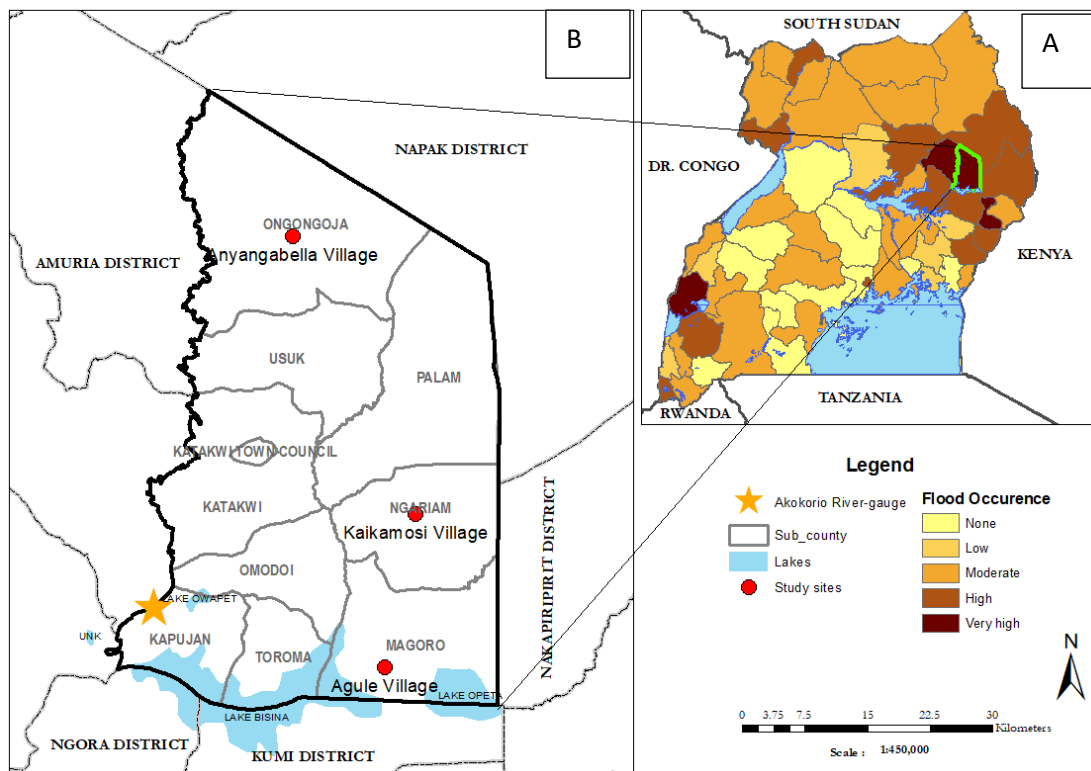 B
NAPAK DISTRICT
ONGONGOJA
Anyangabella Village
AMURIA DISTRICT
USUK
PALAM
KATAKWI TOWN COUNCIL
KATAKWI
NGARIAM
Kaikamosi Village
OMODOI
LAKE OWAPET
UNK
KAPUJAN
TOROMA
MAGORO
Agule Village
LAKE OPETA
LAKE BISINA
NGORA DISTRICT
KUMI DISTRICT
NAKAPIRIPIRIT DISTRICT
A
SOUTH SUDAN
DR. CONGO
KENYA
TANZANIA
RWANDA
Legend
Akokorio River-gauge
Sub_county
Lakes
Study sites
Flood Occurence
None
Low
Moderate
High
Very high
N
0 3.75 7.5 15 22.5 30
Kilometers
Scale : 1:450,000